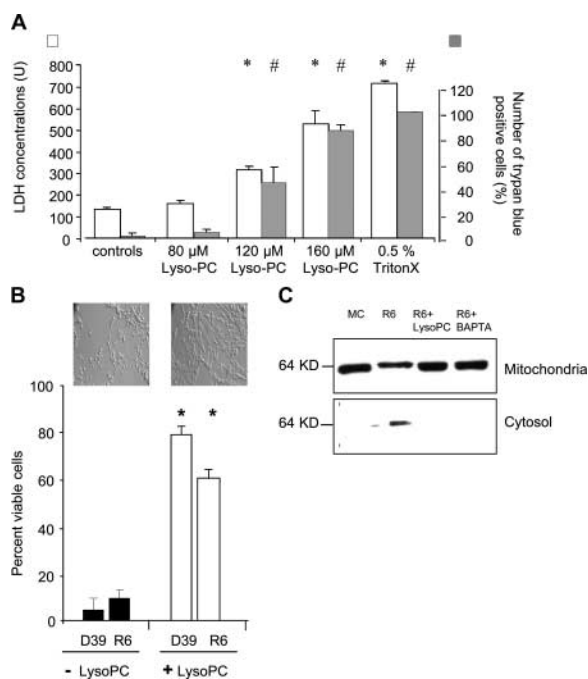 A
* # * # * #
LDH concentrations (U)
800
700
600
500
400
300
200
100
0
120
100
80
60
40
20
0
Number of trypan blue
positive cells (%)
controls 80 µM 120 µM 160 µM 0.5 %
Lyso-PC Lyso-PC Lyso-PC TritonX
B
Percent viable cells
100
80
60
40
20
0
* *
D39 R6 D39 R6
- LysoPC + LysoPC
C
MC R6 R6+ R6+
LysoPC BAPTA
64 KD Mitochondria
64 KD Cytosol